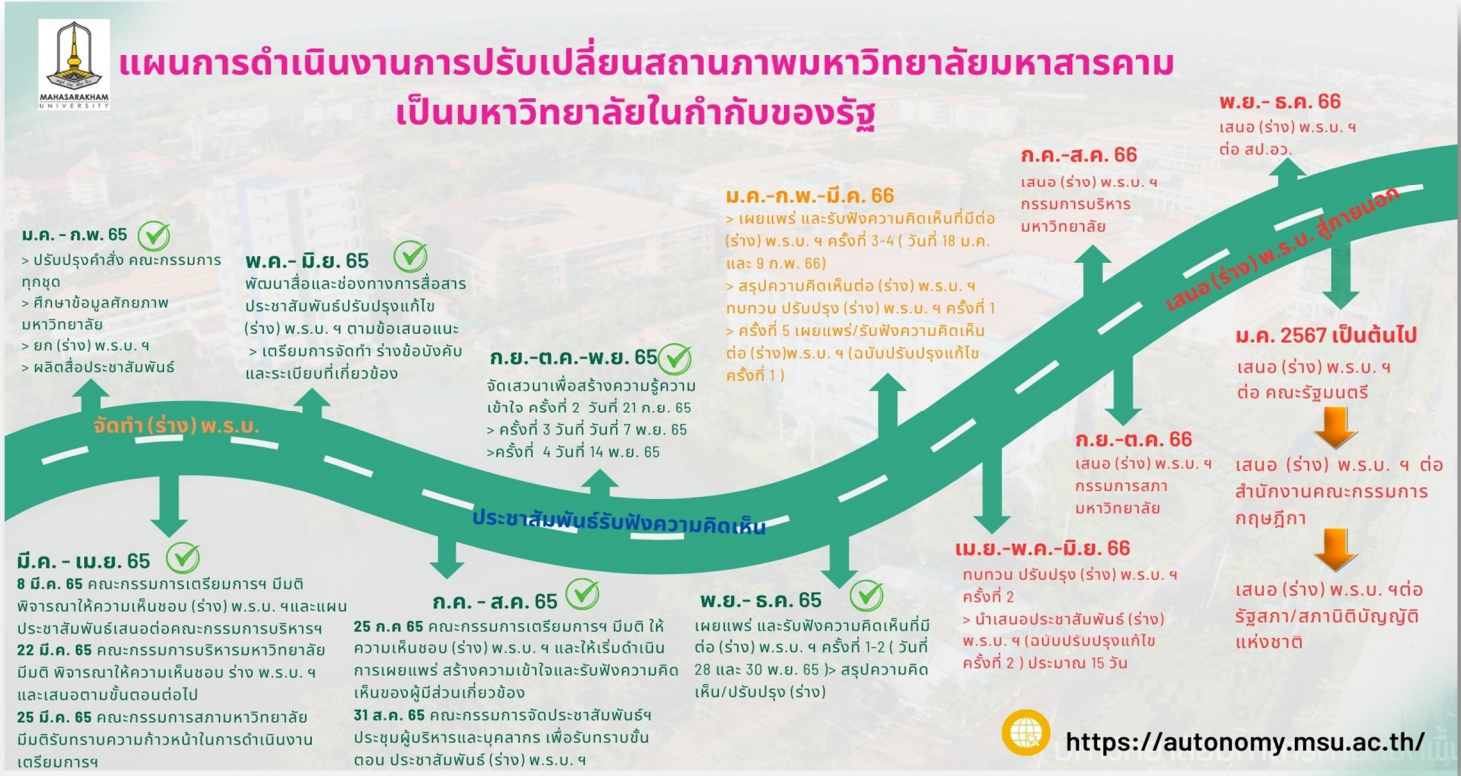 MAHASARAKHAM
UNIVERSITY
แผนการดำเนินงานการปรับเปลี่ยนสถานภาพมหาวิทยาลัยมหาสารคาม
เป็นมหาวิทยาลัยในกำกับของรัฐ
ม.ค. - ก.พ. 65
> ปรับปรุงคำสั่ง คณะกรรมการ
ทุกชุด
> ศึกษาข้อมูลศักยภาพ
มหาวิทยาลัย
> ยก (ร่าง) พ.ร.บ. ฯ
> ผลิตสื่อประชาสัมพันธ์
จัดทำ (ร่าง) พ.ร.บ.
มี.ค. - เม.ย. 65
8 มี.ค. 65 คณะกรรมการเตรียมการฯ มีมติ
พิจารณาให้ความเห็นชอบ (ร่าง) พ.ร.บ. ฯและแผน
ประชาสัมพันธ์เสนอต่อคณะกรรมการบริหารฯ
22 มี.ค. 65 คณะกรรมการบริหารมหาวิทยาลัย
มีมติ พิจารณาให้ความเห็นชอบ ร่าง พ.ร.บ. ฯ
และเสนอตามขั้นตอนต่อไป
25 มี.ค. 65 คณะกรรมการสภามหาวิทยาลัย
มีมติรับทราบความก้าวหน้าในการดำเนินงาน
เตรียมการฯ
พ.ค.- มิ.ย. 65
พัฒนาสื่อและช่องทางการสื่อสาร
ประชาสัมพันธ์ปรับปรุงแก้ไข
(ร่าง) พ.ร.บ. ฯ ตามข้อเสนอแนะ
> เตรียมการจัดทำ ร่างข้อบังคับ
และระเบียบที่เกี่ยวข้อง
ก.ค. - ส.ค. 65
25 ก.ค 65 คณะกรรมการเตรียมการฯ มีมติ ให้
ความเห็นชอบ (ร่าง) พ.ร.บ. ฯ และให้เริ่มดำเนิน
การเผยแพร่ สร้างความเข้าใจและรับฟังความคิด
เห็นของผู้มีส่วนเกี่ยวข้อง
31 ส.ค. 65 คณะกรรมการจัดประชาสัมพันธ์ฯ
ประชุมผู้บริหารและบุคลากร เพื่อรับทราบขั้น
ตอน ประชาสัมพันธ์ (ร่าง) พ.ร.บ. ฯ
ก.ย.-ต.ค.-พ.ย. 65
จัดเสวนาเพื่อสร้างความรู้ความ
เข้าใจ ครั้งที่ 2 วันที่ 21 ก.ย. 65
> ครั้งที่ 3 วันที่ วันที่ 7 พ.ย. 65
>ครั้งที่ 4 วันที่ 14 พ.ย. 65
ประชาสัมพันธ์รับฟังความคิดเห็น
พ.ย.- ธ.ค. 65
เผยแพร่ และรับฟังความคิดเห็นที่มี
ต่อ (ร่าง) พ.ร.บ. ฯ ครั้งที่ 1-2 ( วันที่
28 และ 30 พ.ย. 65 )> สรุปความคิด
เห็น/ปรับปรุง (ร่าง)
ม.ค.-ก.พ.-มี.ค. 66
> เผยแพร่ และรับฟังความคิดเห็นที่มีต่อ
(ร่าง) พ.ร.บ. ฯ ครั้งที่ 3-4 ( วันที่ 18 ม.ค.
และ 9 ก.พ. 66)
> สรุปความคิดเห็นต่อ (ร่าง) พ.ร.บ. ฯ
ทบทวน ปรับปรุง (ร่าง) พ.ร.บ. ฯ ครั้งที่ 1
> ครั้งที่ 5 เผยแพร่/รับฟังความคิดเห็น
ต่อ (ร่าง)พ.ร.บ. ฯ (ฉบับปรับปรุงแก้ไข
ครั้งที่ 1 )
เม.ย.-พ.ค.-มิ.ย. 66
ทบทวน ปรับปรุง (ร่าง) พ.ร.บ. ฯ
ครั้งที่ 2
> นำเสนอประชาสัมพันธ์ (ร่าง)
พ.ร.บ. ฯ (ฉบับปรับปรุงแก้ไข
ครั้งที่ 2 ) ประมาณ 15 วัน
ก.ค.-ส.ค. 66
เสนอ (ร่าง) พ.ร.บ. ฯ
กรรมการบริหาร
มหาวิทยาลัย
ก.ย.-ต.ค. 66
เสนอ (ร่าง) พ.ร.บ. ฯ
กรรมการสภา
มหาวิทยาลัย
พ.ย.- ธ.ค. 66
เสนอ (ร่าง) พ.ร.บ. ฯ
ต่อ สป.อว.
เสนอ (ร่าง) พ.ร.บ. สู่ภายนอก
ม.ค. 2567 เป็นต้นไป
เสนอ (ร่าง) พ.ร.บ. ฯ
ต่อ คณะรัฐมนตรี
เสนอ (ร่าง) พ.ร.บ. ฯ ต่อ
สำนักงานคณะกรรมการ
กฤษฎีกา
เสนอ (ร่าง) พ.ร.บ. ฯต่อ
รัฐสภา/สภานิติบัญญัติ
แห่งชาติ
https://autonomy.msu.ac.th/